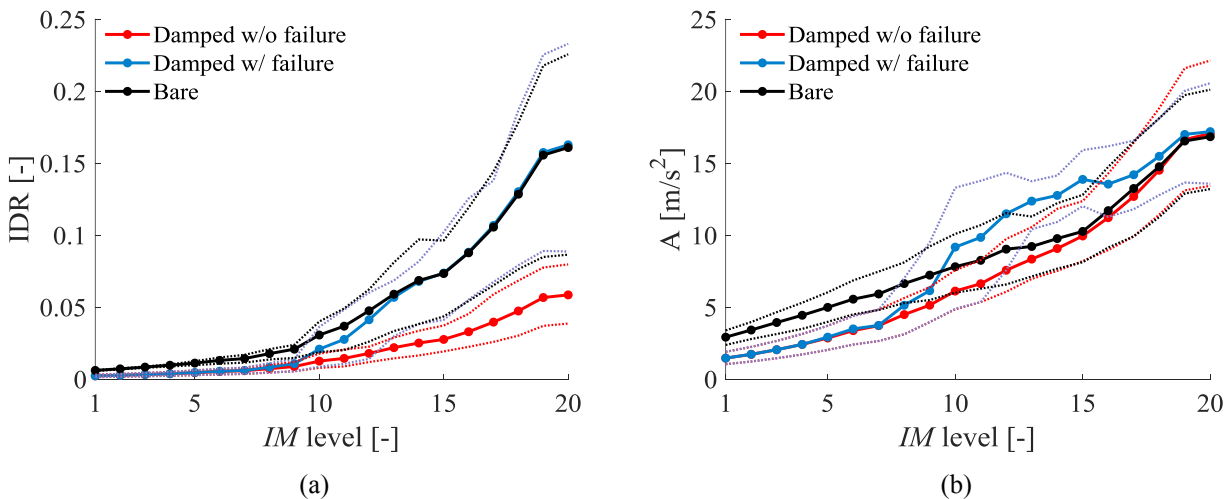 0.25
0.2
0.15
0.1
0.05
0
IDR [-]
Damped w/o failure
Damped w/ failure
Bare
1 5 10 15 20
IM level [-]
(a)
25
20
15
10
5
0
A [m/s²]
Damped w/o failure
Damped w/ failure
Bare
1 5 10 15 20
IM level [-]
(b)